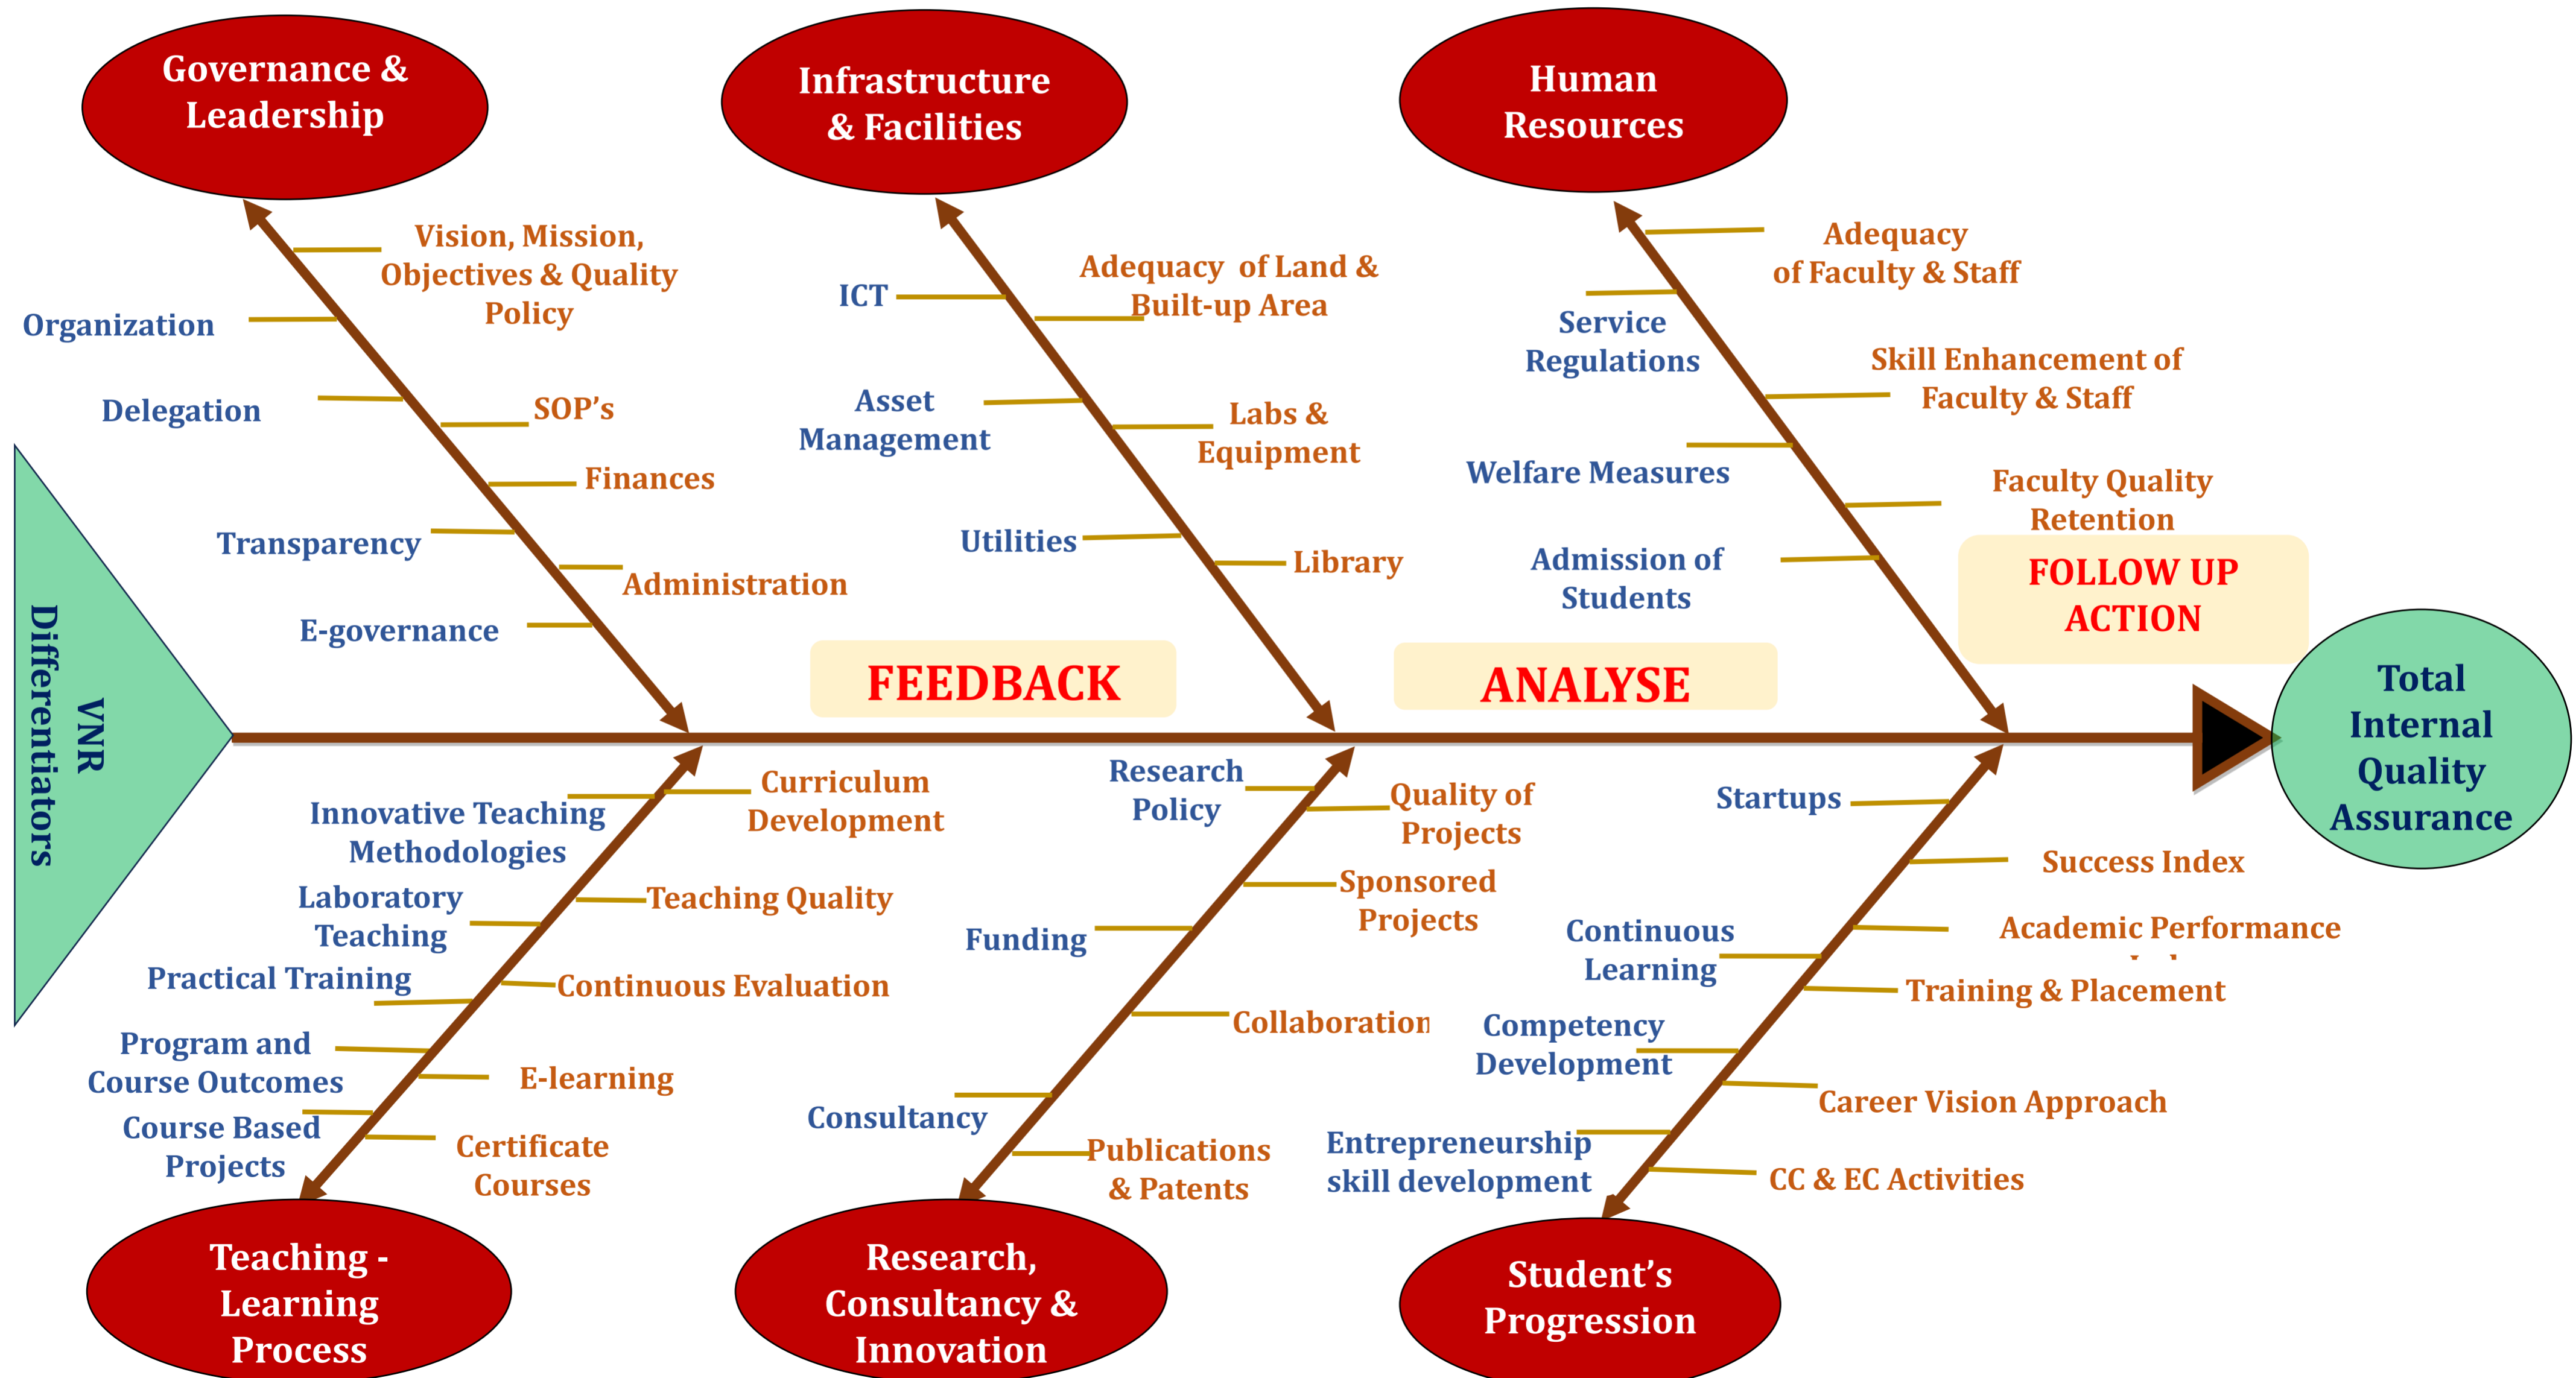 Governance &
Leadership
Infrastructure
& Facilities
Human
Resources
Vision, Mission,
Objectives & Quality
Policy
Organization
Delegation
SOP's
Finances
Transparency
Administration
E-governance
ICT
Adequacy of Land &
Built-up Area
Asset
Management
Labs &
Equipment
Utilities
Library
Adequacy
of Faculty & Staff
Service
Regulations
Skill Enhancement of
Faculty & Staff
Welfare Measures
Faculty Quality
Retention
Admission of
Students
FEEDBACK
ANALYSE
FOLLOW UP
ACTION
VNR
Differentiators
Total
Internal
Quality
Assurance
Innovative Teaching
Methodologies
Curriculum
Development
Laboratory
Teaching
Teaching Quality
Practical Training
Continuous Evaluation
Program and
Course Outcomes
E-learning
Course Based
Projects
Certificate
Courses
Research
Policy
Quality of
Projects
Sponsored
Projects
Funding
Collaboration
Consultancy
Publications
& Patents
Startups
Success Index
Continuous
Learning
Academic Performance
Training & Placement
Competency
Development
Career Vision Approach
Entrepreneurship
skill development
CC & EC Activities
Teaching -
Learning
Process
Research,
Consultancy &
Innovation
Student's
Progression